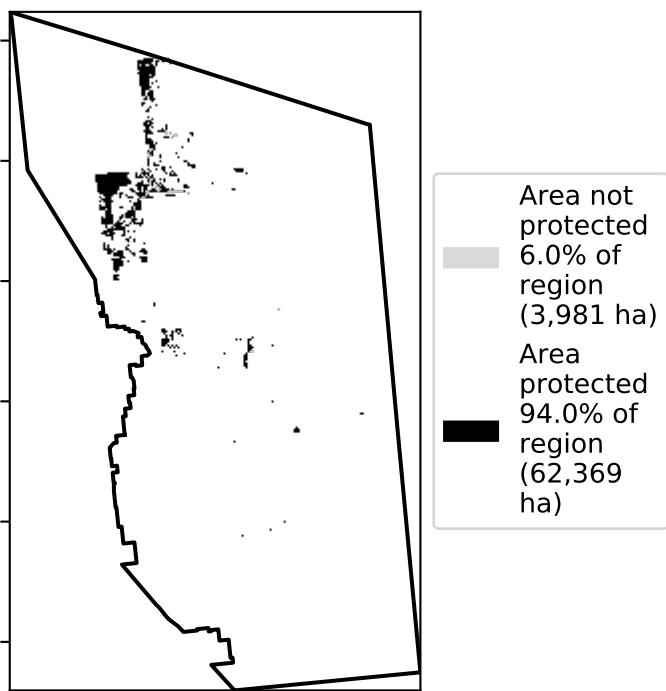 Area not
protected
6.0% of
region
(3,981 ha)
Area
protected
94.0% of
region
(62,369
ha)